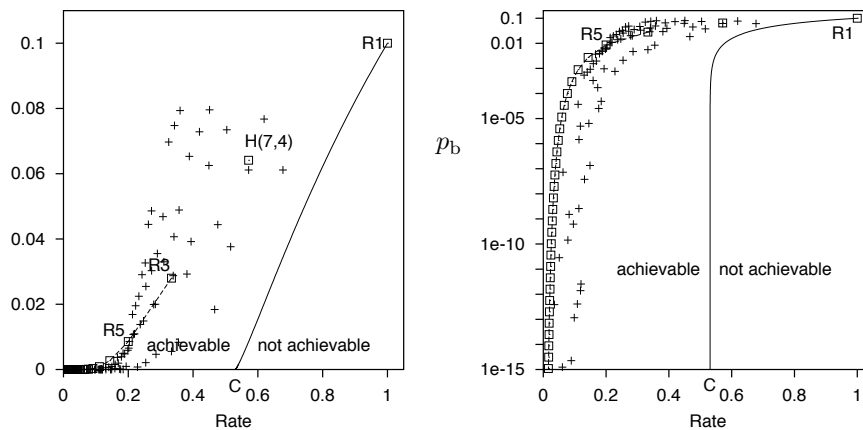 0.1
0.08
0.06
0.04
0.02
0
0 0.2 0.4 0.6 0.8 1
C
Rate
R1
H(7,4)
R3
R5
achievable not achievable
p_b
0.1
0.01
1e-05
1e-10
1e-15
0 0.2 0.4 0.6 0.8 1
C
Rate
R5
R1
achievable not achievable